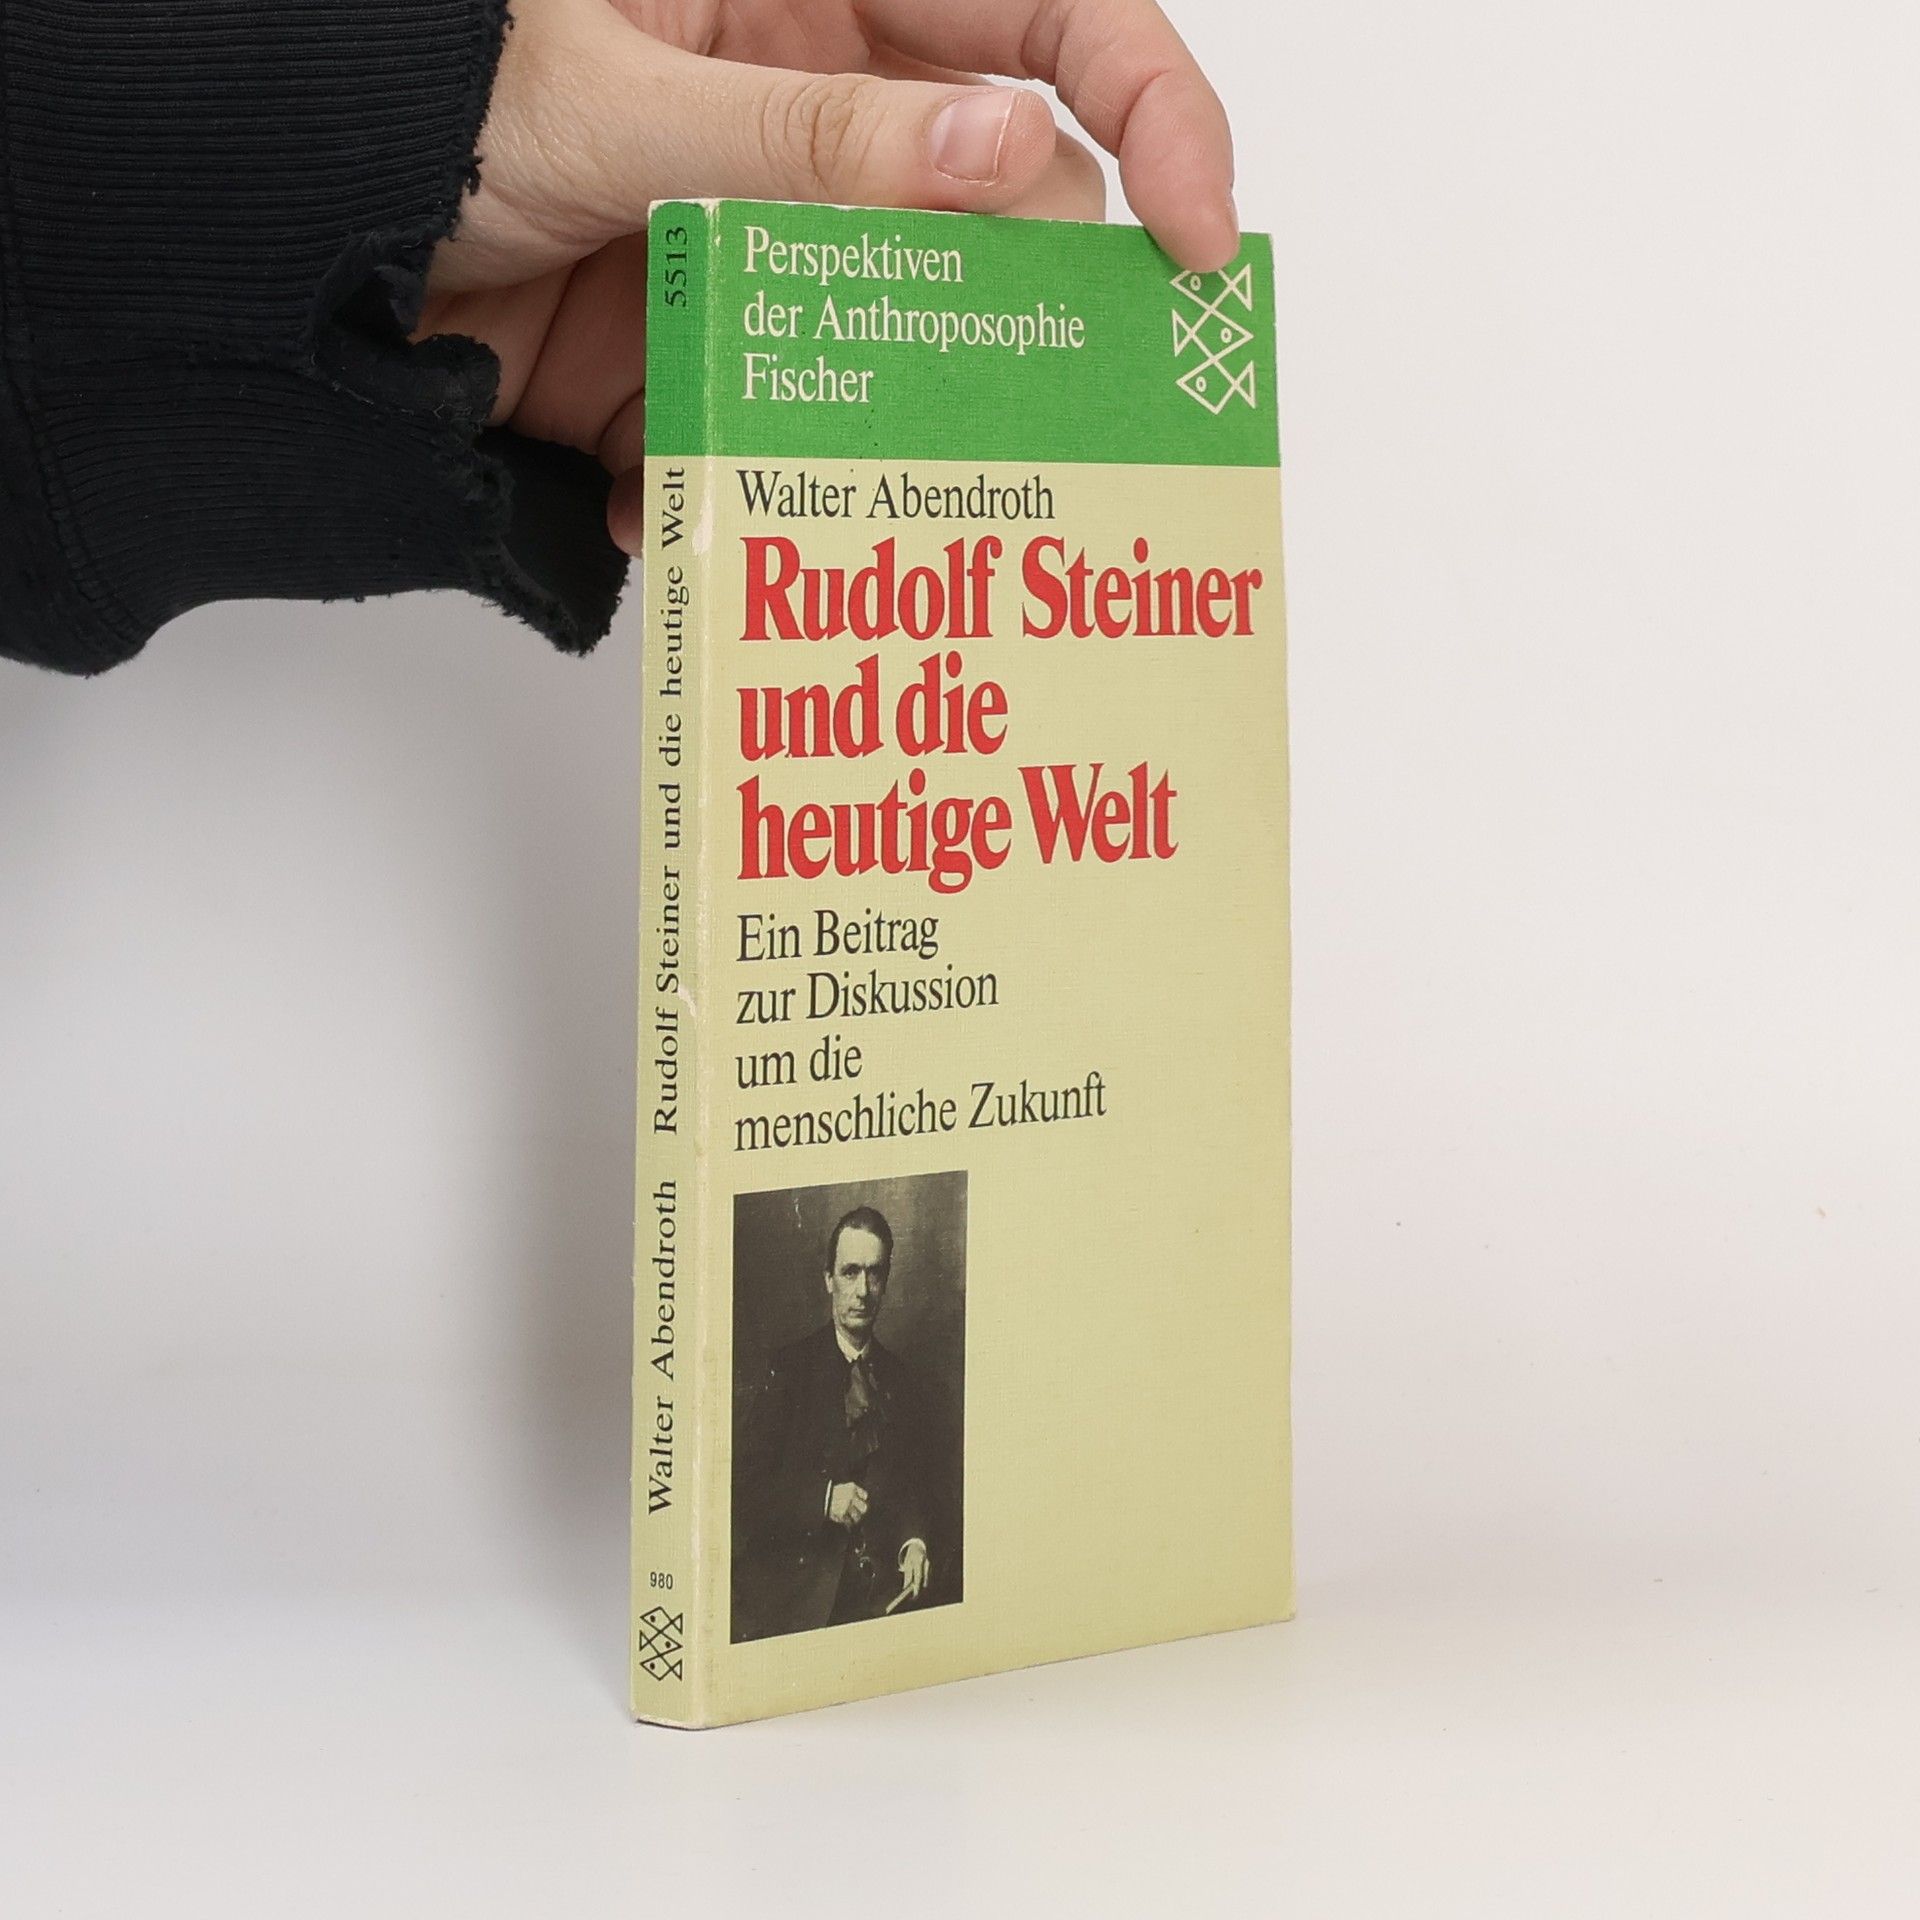 Perspektiven
der Anthroposophie
Fischer
Walter Abendroth
Rudolf Steiner
und die
heutige Welt
Ein Beitrag
zur Diskussion
um die
menschliche Zukunft
5513
Walter Abendroth Rudolf Steiner und die heutige Welt
980